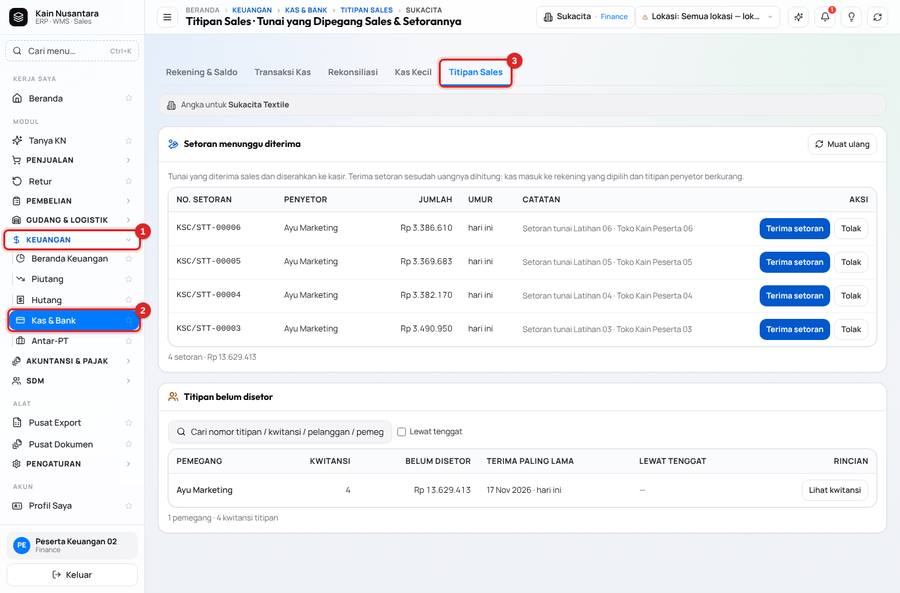 Kain Nusantara
ERP · WMS · Sales
Cari menu... Ctrl+K
KERJA SAYA
Beranda
MODUL
Tanya KN
PENJUALAN
Retur
PEMBELIAN
GUDANG & LOGISTIK
KEUANGAN 1
Beranda Keuangan
Piutang
Hutang
Kas & Bank 2
Antar-PT
AKUNTANSI & PAJAK
SDM
ALAT
Pusat Export
Pusat Dokumen
PENGATURAN
AKUN
Profil Saya
PE Peserta Keuangan 02
Finance
Keluar
BERANDA › KEUANGAN › KAS & BANK › TITIPAN SALES › SUKACITA
Titipan Sales · Tunai yang Dipegang Sales & Setorannya
Sukacita · Finance
Lokasi: Semua lokasi — lok...
1
Rekening & Saldo Transaksi Kas Rekonsiliasi Kas Kecil Titipan Sales 3
Angka untuk Sukacita Textile
Setoran menunggu diterima Muat ulang
Tunai yang diterima sales dan diserahkan ke kasir. Terima setoran sesudah uangnya dihitung: kas masuk ke rekening yang dipilih dan titipan penyetor berkurang.
NO. SETORAN PENYETOR JUMLAH UMUR CATATAN AKSI
KSC/STT-00006 Ayu Marketing Rp 3.386.610 hari ini Setoran tunai Latihan 06 · Toko Kain Peserta 06 Terima setoran Tolak
KSC/STT-00005 Ayu Marketing Rp 3.369.683 hari ini Setoran tunai Latihan 05 · Toko Kain Peserta 05 Terima setoran Tolak
KSC/STT-00004 Ayu Marketing Rp 3.382.170 hari ini Setoran tunai Latihan 04 · Toko Kain Peserta 04 Terima setoran Tolak
KSC/STT-00003 Ayu Marketing Rp 3.490.950 hari ini Setoran tunai Latihan 03 · Toko Kain Peserta 03 Terima setoran Tolak
4 setoran · Rp 13.629.413
Titipan belum disetor
Cari nomor titipan / kwitansi / pelanggan / pemeg Lewat tenggat
PEMEGANG KWITANSI BELUM DISETOR TERIMA PALING LAMA LEWAT TENGGAT RINCIAN
Ayu Marketing 4 Rp 13.629.413 17 Nov 2026 · hari ini — Lihat kwitansi
1 pemegang · 4 kwitansi titipan